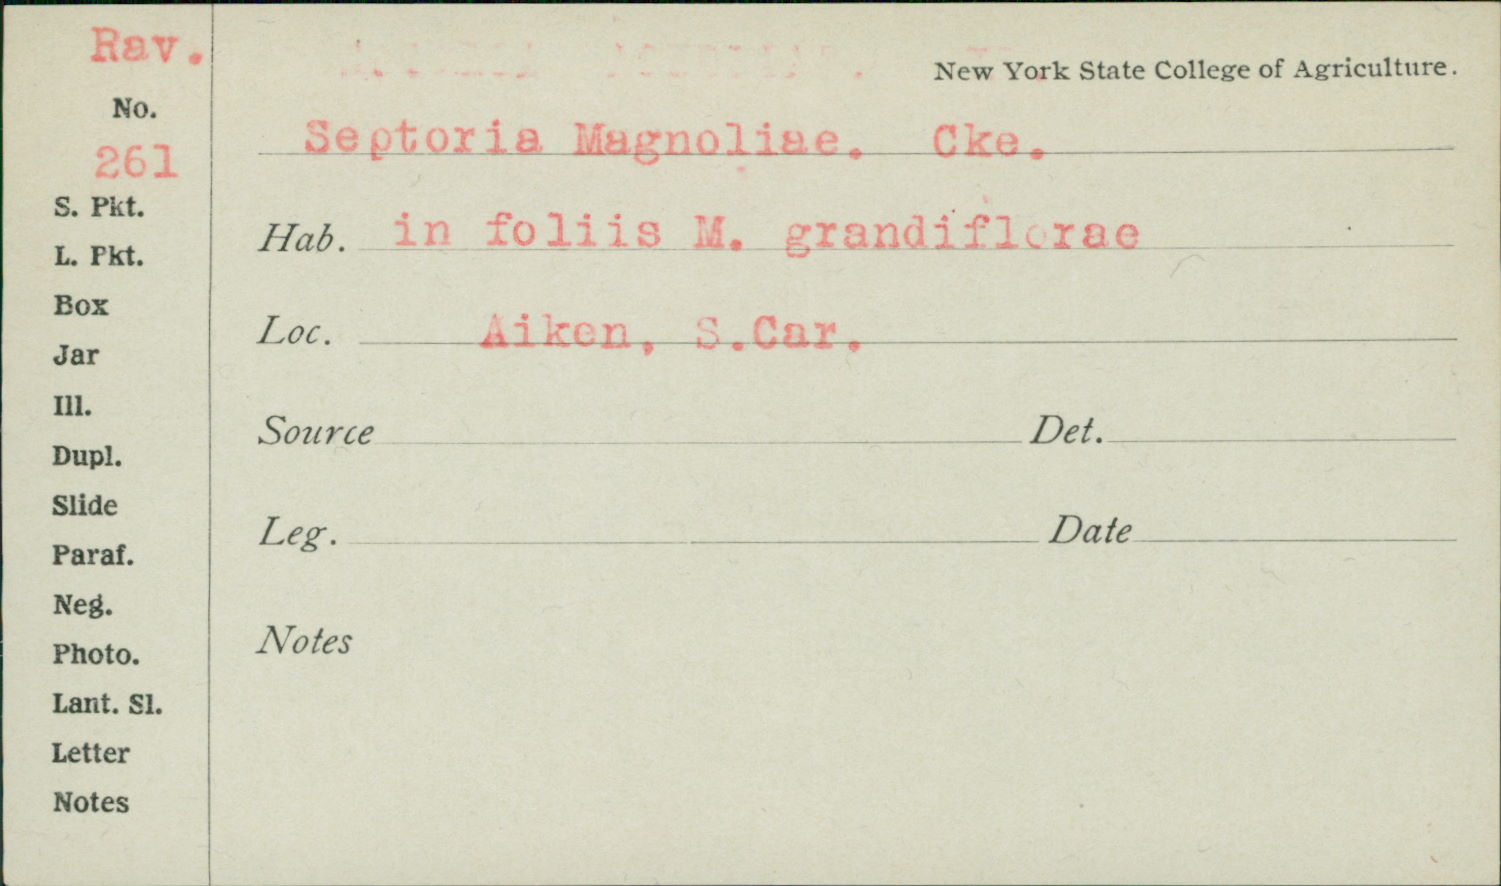 Rav.
New York State College of Agriculture.
No.
261
Septoria Magnoliae. Cke.
Hab. in foliis M. grandiflorae
Loc. Aiken, S.Car.
Source Det.
Leg. Date
Notes
S. Pkt.
L. Pkt.
Box
Jar
Ill.
Dupl.
Slide
Paraf.
Neg.
Photo.
Lant. Sl.
Letter
Notes